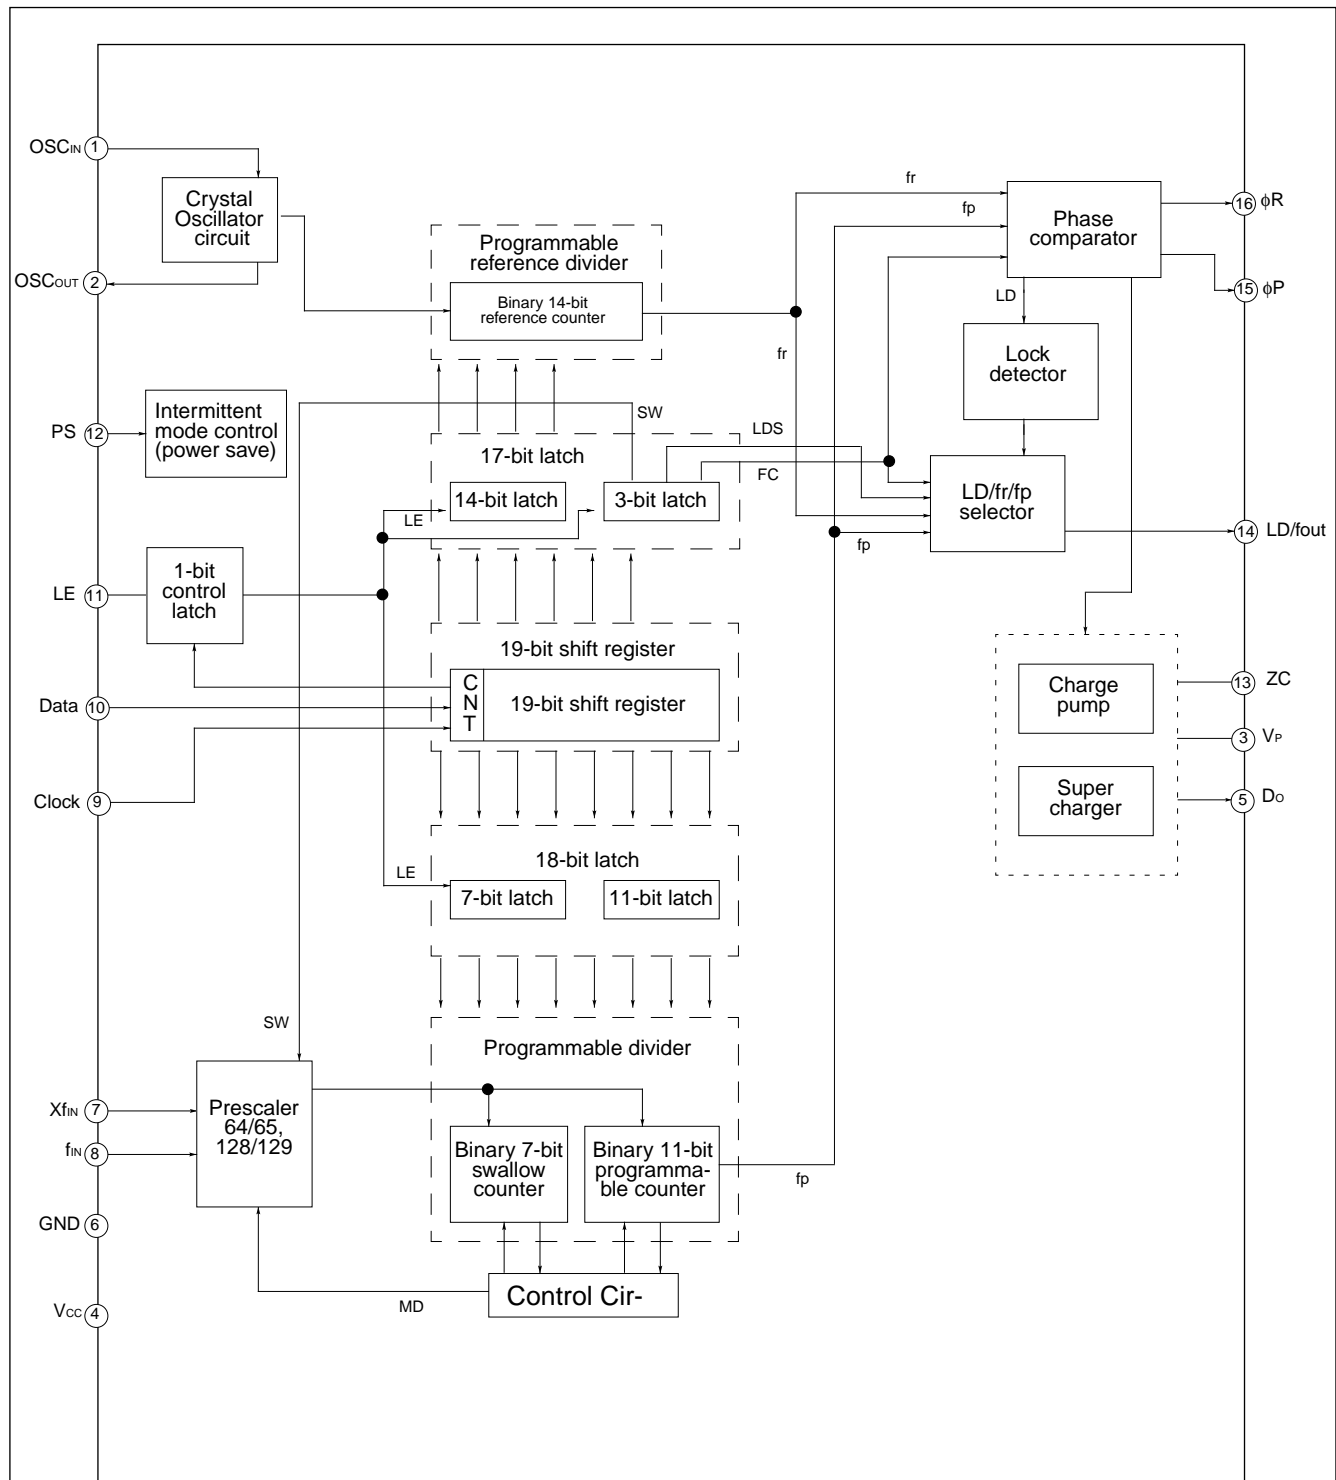 OSCIN 1
Crystal
Oscillator
circuit
OSCOUT 2
Programmable
reference divider
Binary 14-bit
reference counter
fr
fp
Phase
comparator
16 ϕR
15 ϕP
LD
fr
Lock
detector
PS 12
Intermittent
mode control
(power save)
SW
LDS
FC
17-bit latch
14-bit latch
3-bit latch
LE
LD/fr/fp
selector
fp
14 LD/fout
LE 11
1-bit
control
latch
19-bit shift register
C
N
T
19-bit shift register
Data 10
Clock 9
Charge
pump
Super
charger
13 ZC
3 VP
5 DO
18-bit latch
LE
7-bit latch
11-bit latch
SW
Programmable divider
XfIN 7
fIN 8
Prescaler
64/65,
128/129
Binary 7-bit
swallow
counter
Binary 11-bit
programma-
ble counter
fp
GND 6
VCC 4
MD
Control Cir-